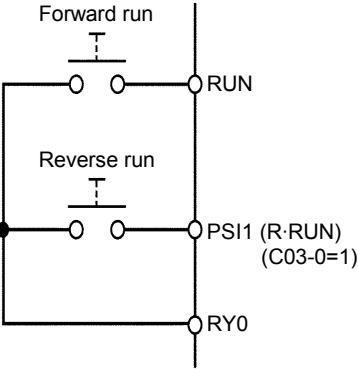 Forward run
RUN
Reverse run
PSI1 (R·RUN)
(C03-0=1)
RY0